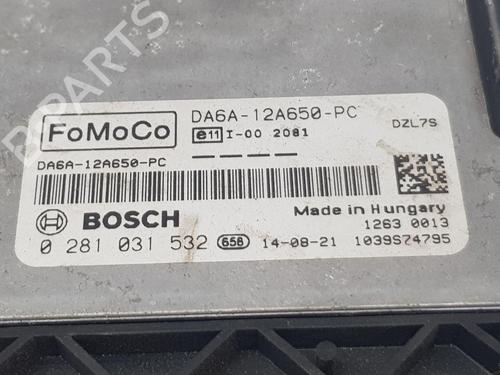 B PARTS
FoMoCo
DA6A-12A650-PC
e11 I-00 2081
DZL7S
DA6A-12A650-PC
BOSCH
Made in Hungary
1263 0013
0 281 031 532 658 14-08-21 1039S74795